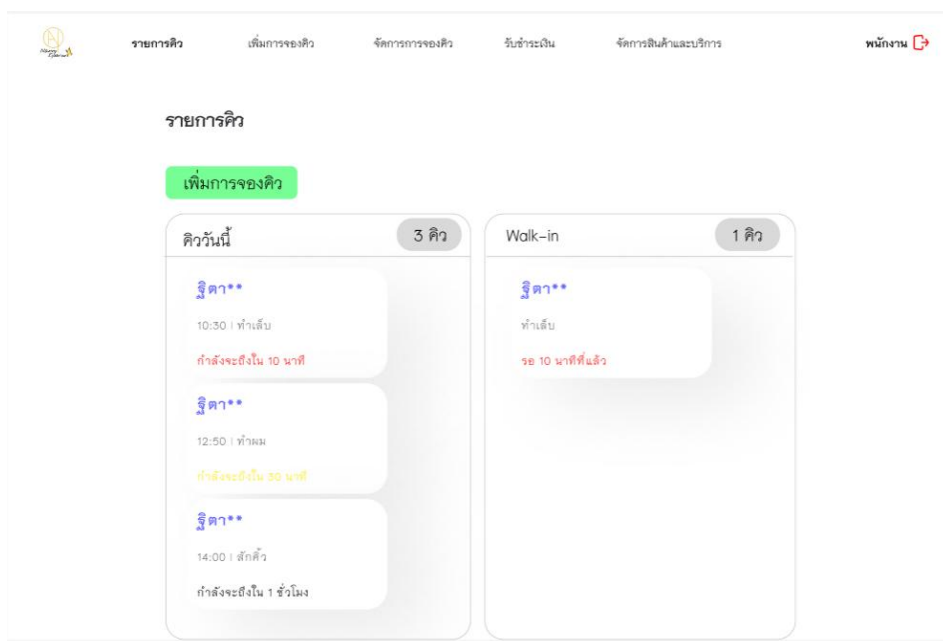 รายการคิว เพิ่มการจองคิว จัดการการจองคิว รับชำระเงิน จัดการสินค้าและบริการ พนักงาน
รายการคิว
เพิ่มการจองคิว
คิววันนี้ 3 คิว
ฐิตา**
10:30 | ทำเล็บ
กำลังจะถึงใน 10 นาที
ฐิตา**
12:50 | ทำผม
กำลังจะถึงใน 30 นาที
ฐิตา**
14:00 | สักคิ้ว
กำลังจะถึงใน 1 ชั่วโมง
Walk-in 1 คิว
ฐิตา**
ทำเล็บ
รอ 10 นาทีที่แล้ว